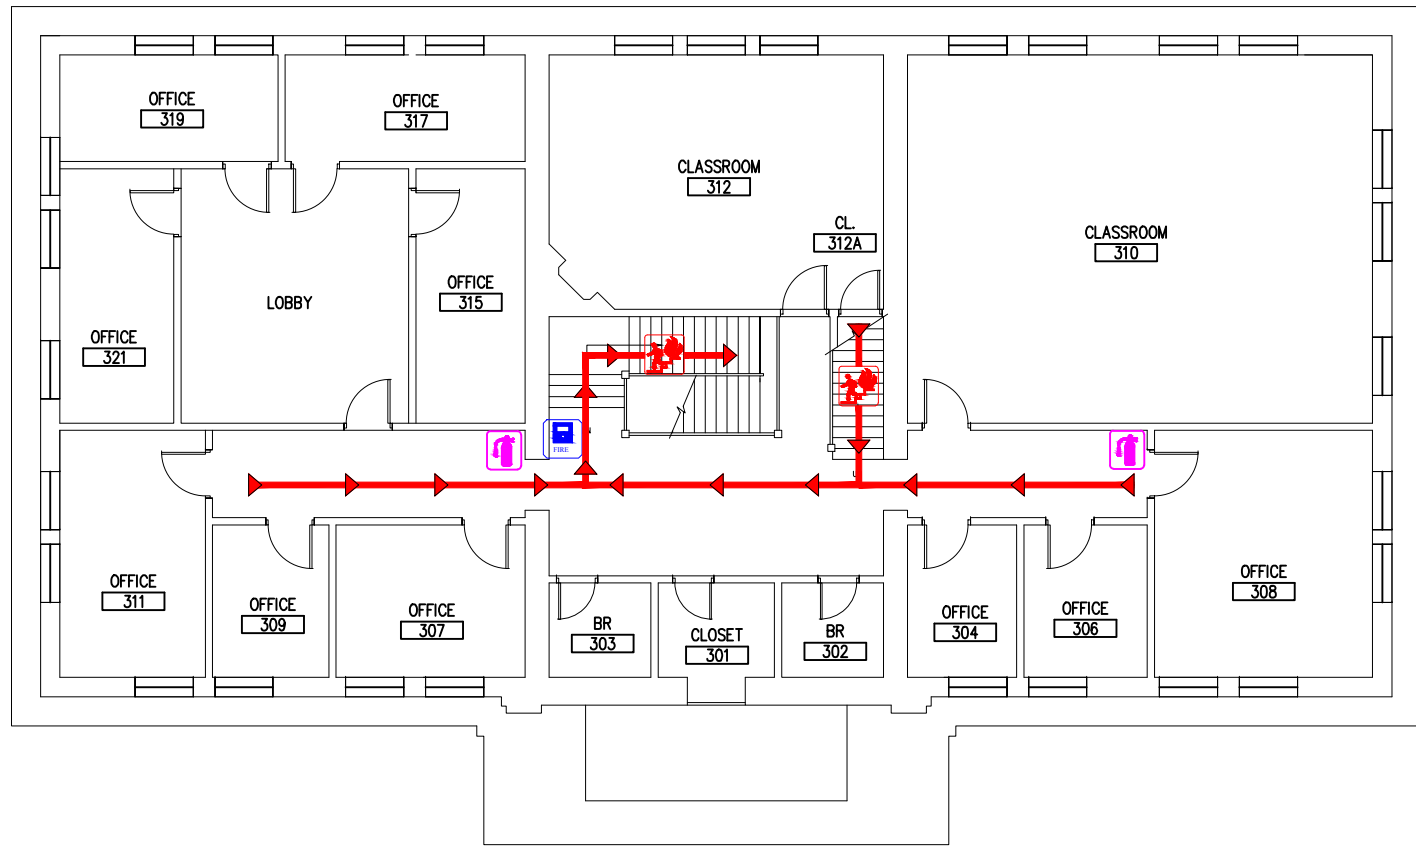 OFFICE
319
OFFICE
317
CLASSROOM
312
CL.
312A
CLASSROOM
310
OFFICE
315
LOBBY
OFFICE
321
FIRE
OFFICE
311
OFFICE
309
OFFICE
307
BR
303
CLOSET
301
BR
302
OFFICE
304
OFFICE
306
OFFICE
308